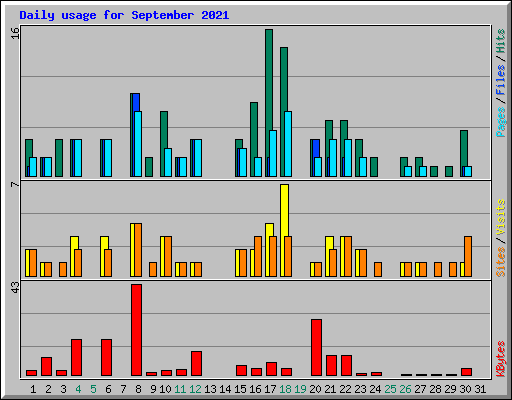 Daily usage for September 2021
16
7
43
Pages / Files / Hits
Sites / Visits
KBytes
1 2 3 4 5 6 7 8 9 10 11 12 13 14 15 16 17 18 19 20 21 22 23 24 25 26 27 28 29 30 31